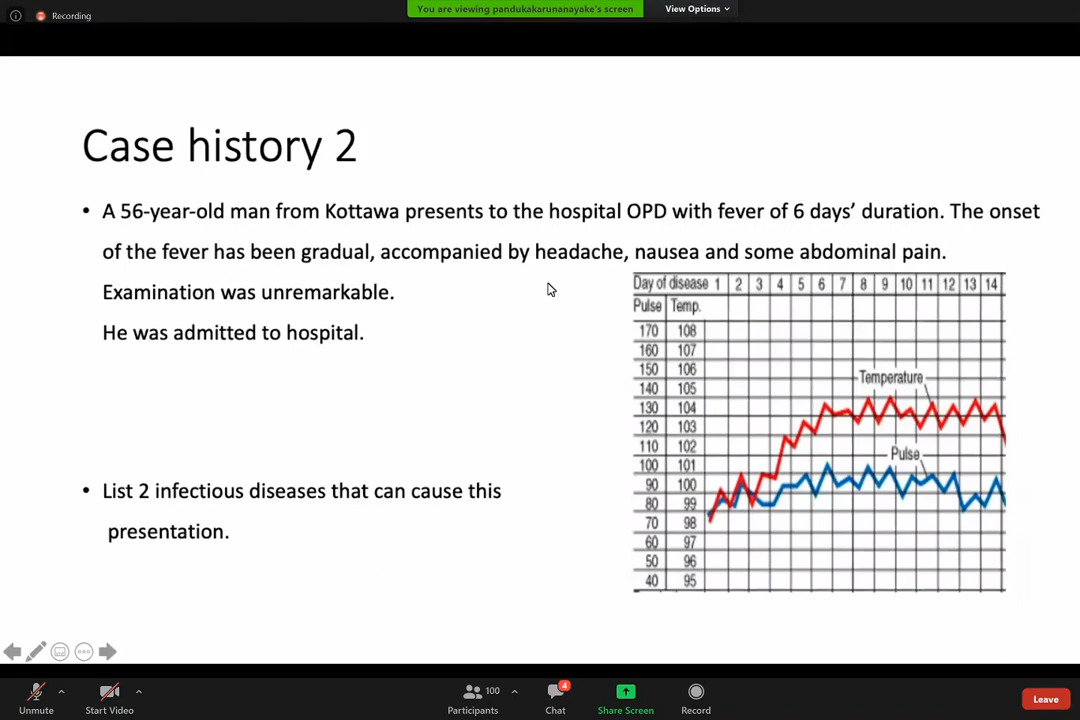 Recording
You are viewing pandukakarunanayake's screen
View Options
Case history 2
• A 56-year-old man from Kottawa presents to the hospital OPD with fever of 6 days' duration. The onset
of the fever has been gradual, accompanied by headache, nausea and some abdominal pain.
Examination was unremarkable.
He was admitted to hospital.
Day of disease 1 2 3 4 5 6 7 8 9 10 11 12 13 14
Pulse Temp.
170 108
160 107
150 106
140 105
130 104
120 103
110 102
100 101
90 100
80 99
70 98
60 97
50 96
40 95
Temperature
Pulse
• List 2 infectious diseases that can cause this
presentation.
Unmute
Start Video
100
Participants
4
Chat
Share Screen
Record
Leave